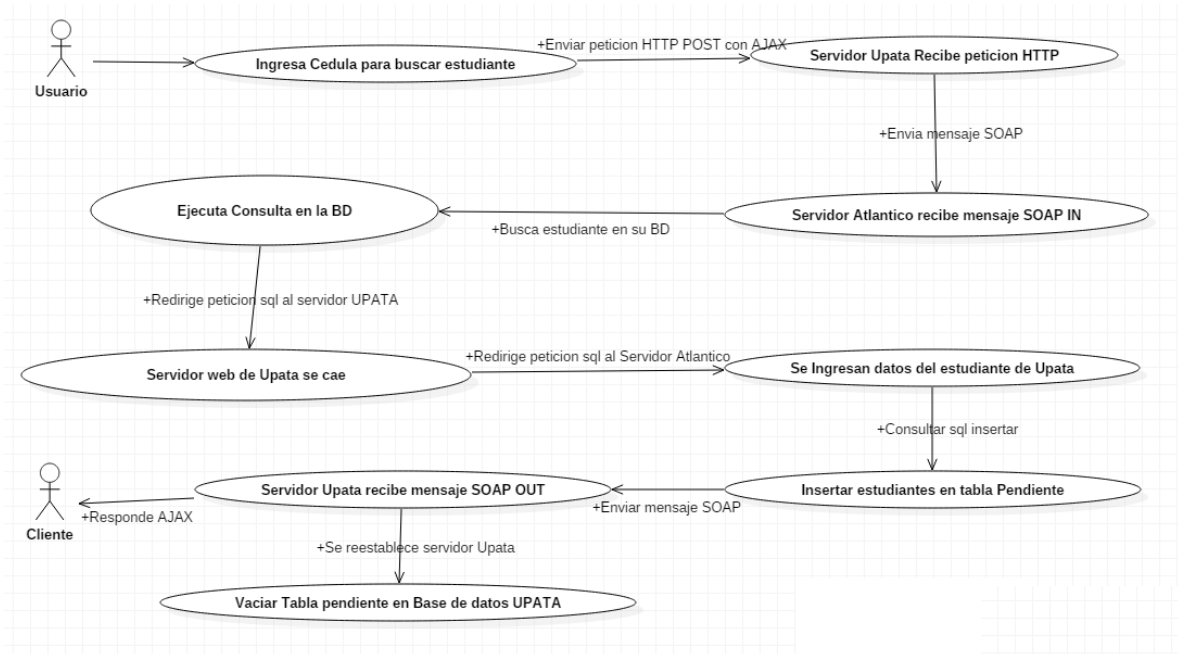 +Enviar peticion HTTP POST con AJAX
Ingresa Cedula para buscar estudiante
Servidor Upata Recibe peticion HTTP
Usuario
+Envia mensaje SOAP
Ejecuta Consulta en la BD
Servidor Atlantico recibe mensaje SOAP IN
+Busca estudiante en su BD
+Redirige peticion sql al servidor UPATA
+Redirige peticion sql al Servidor Atlantico
Servidor web de Upata se cae
Se Ingresan datos del estudiante de Upata
+Consultar sql insertar
Servidor Upata recibe mensaje SOAP OUT
Insertar estudiantes en tabla Pendiente
+Enviar mensaje SOAP
+Responde AJAX
Cliente
+Se reestablece servidor Upata
Vaciar Tabla pendiente en Base de datos UPATA